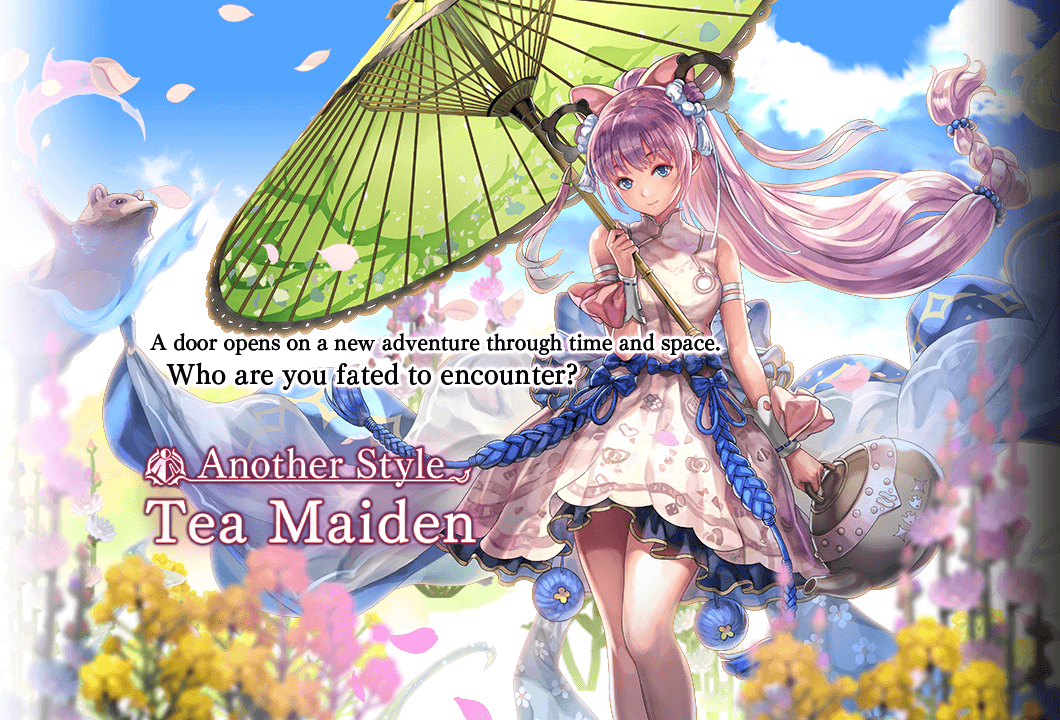 A door opens on a new adventure through time and space.
Who are you fated to encounter?
Another Style
Tea Maiden